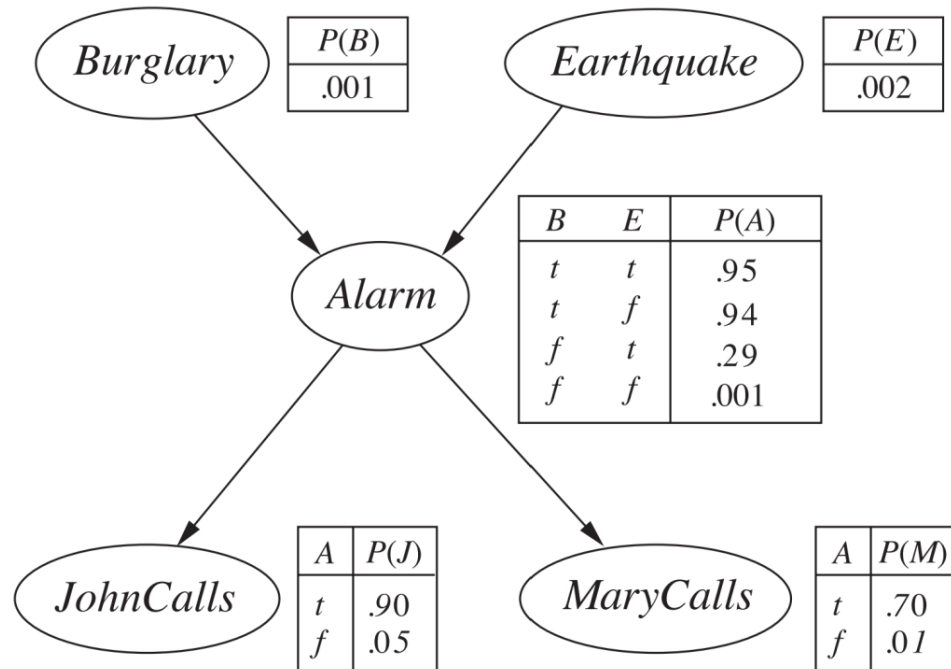 Burglary
P(B)
.001
Earthquake
P(E)
.002
Alarm
B E P(A)
t t .95
t f .94
f t .29
f f .001
JohnCalls
A P(J)
t .90
f .05
MaryCalls
A P(M)
t .70
f .01